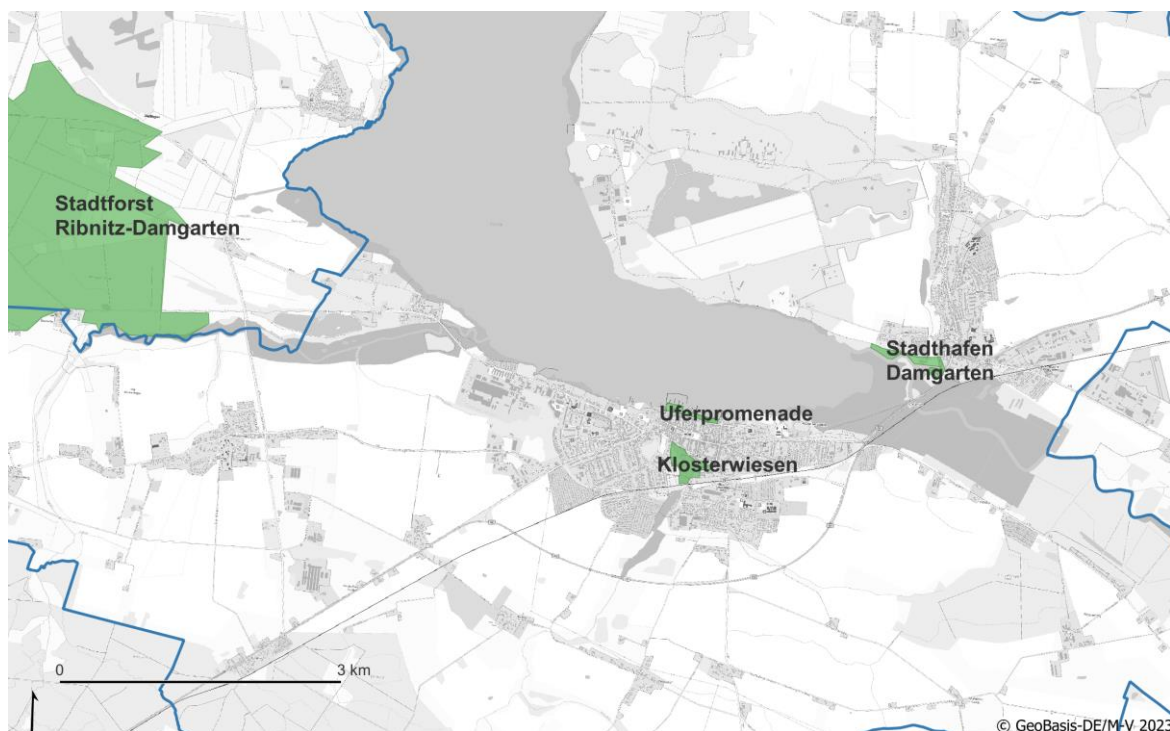 Stadtforst
Ribnitz-Damgarten
Stadthafen
Damgarten
Uferpromenade
Klosterwiesen
0
3 km
© GeoBasis-DE/M-V 2023